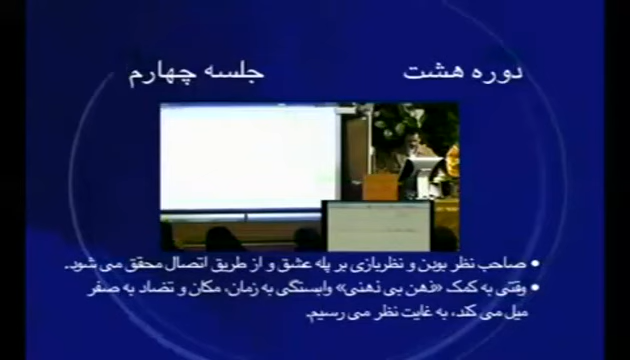 دوره هشت
جلسه چهارم
• صاحب نظر بودن و نظربازی بر پله عشق و از طریق اتصال محقق می شود.
• وقتی به کمک «ذهن بی ذهنی» وابستگی به زمان، مکان و تضاد به صفر
میل می کند، به غایت نظر می رسیم.